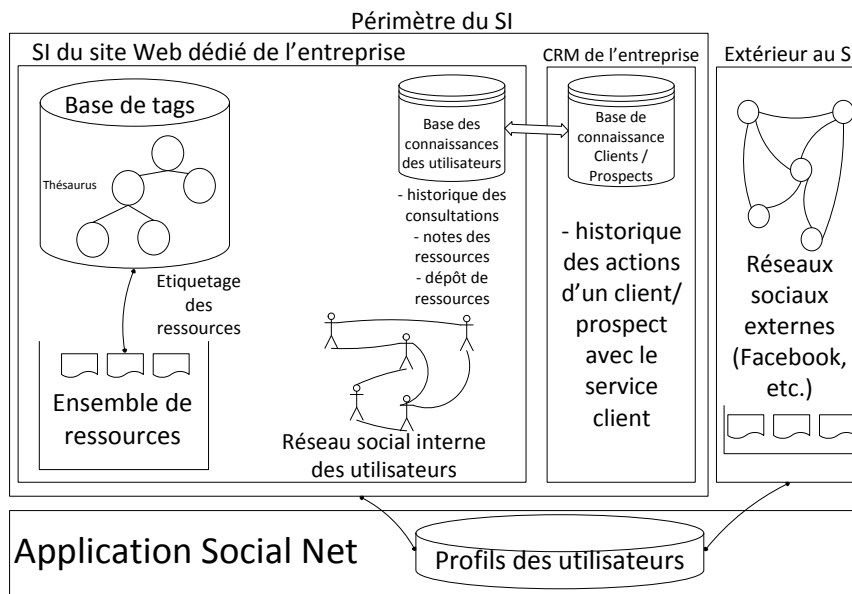 Périmètre du SI
SI du site Web dédié de l'entreprise
Base de tags
Thésaurus
Etiquetage
des
ressources
Ensemble de
ressources
Base des
connaissances
des utilisateurs
- historique des
consultations
- notes des
ressources
- dépôt de
ressources
Réseau social interne
des utilisateurs
CRM de l'entreprise
Base de
connaissance
Clients /
Prospects
- historique
des actions
d'un client/
prospect
avec le
service
client
Extérieur au S
Réseaux
sociaux
externes
(Facebook,
etc.)
Application Social Net
Profils des utilisateurs